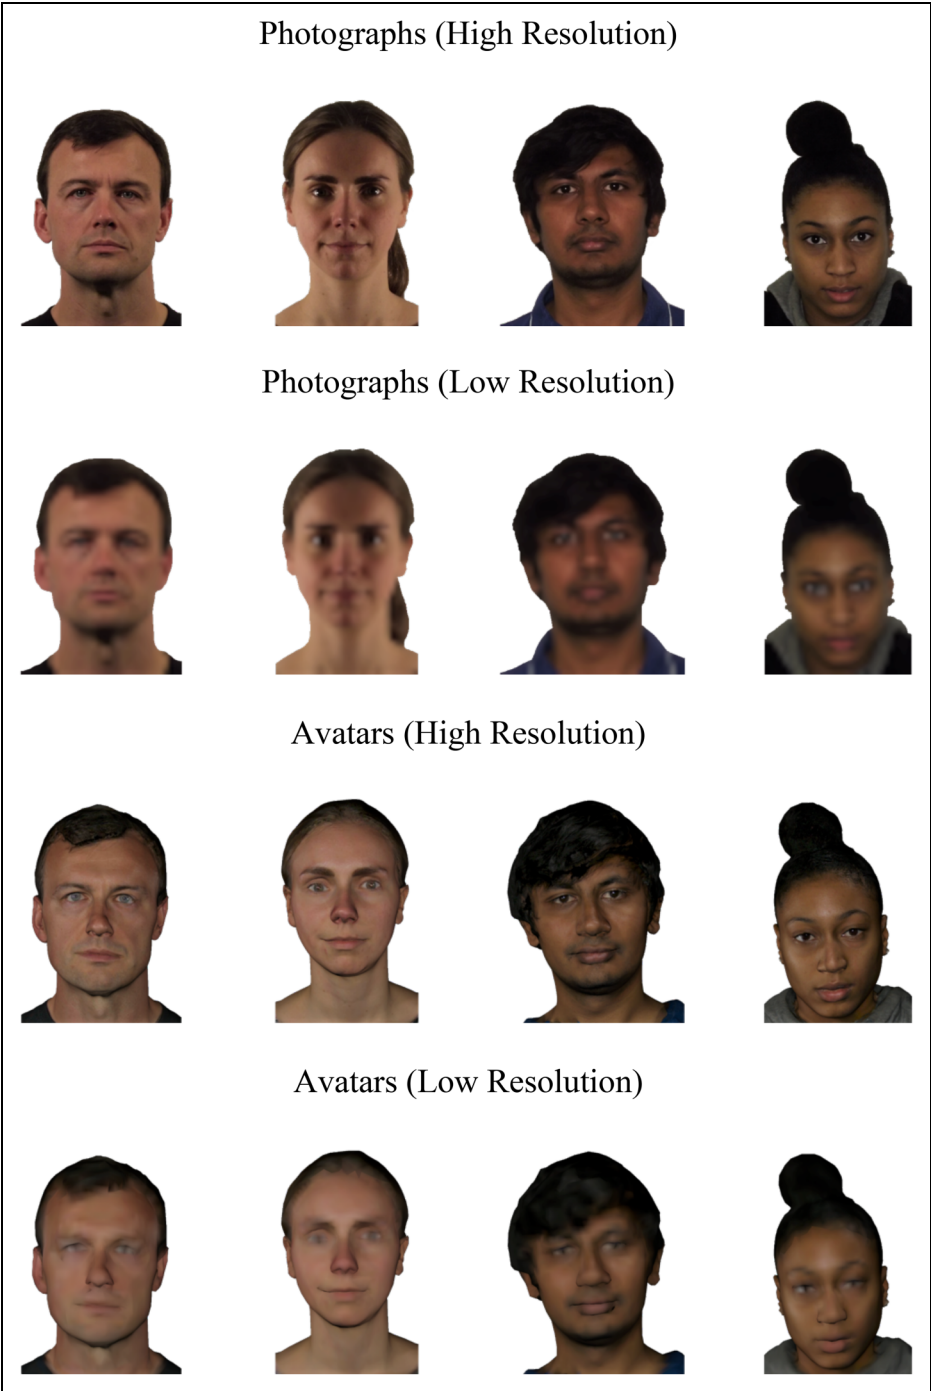 Photographs (High Resolution)
Photographs (Low Resolution)
Avatars (High Resolution)
Avatars (Low Resolution)